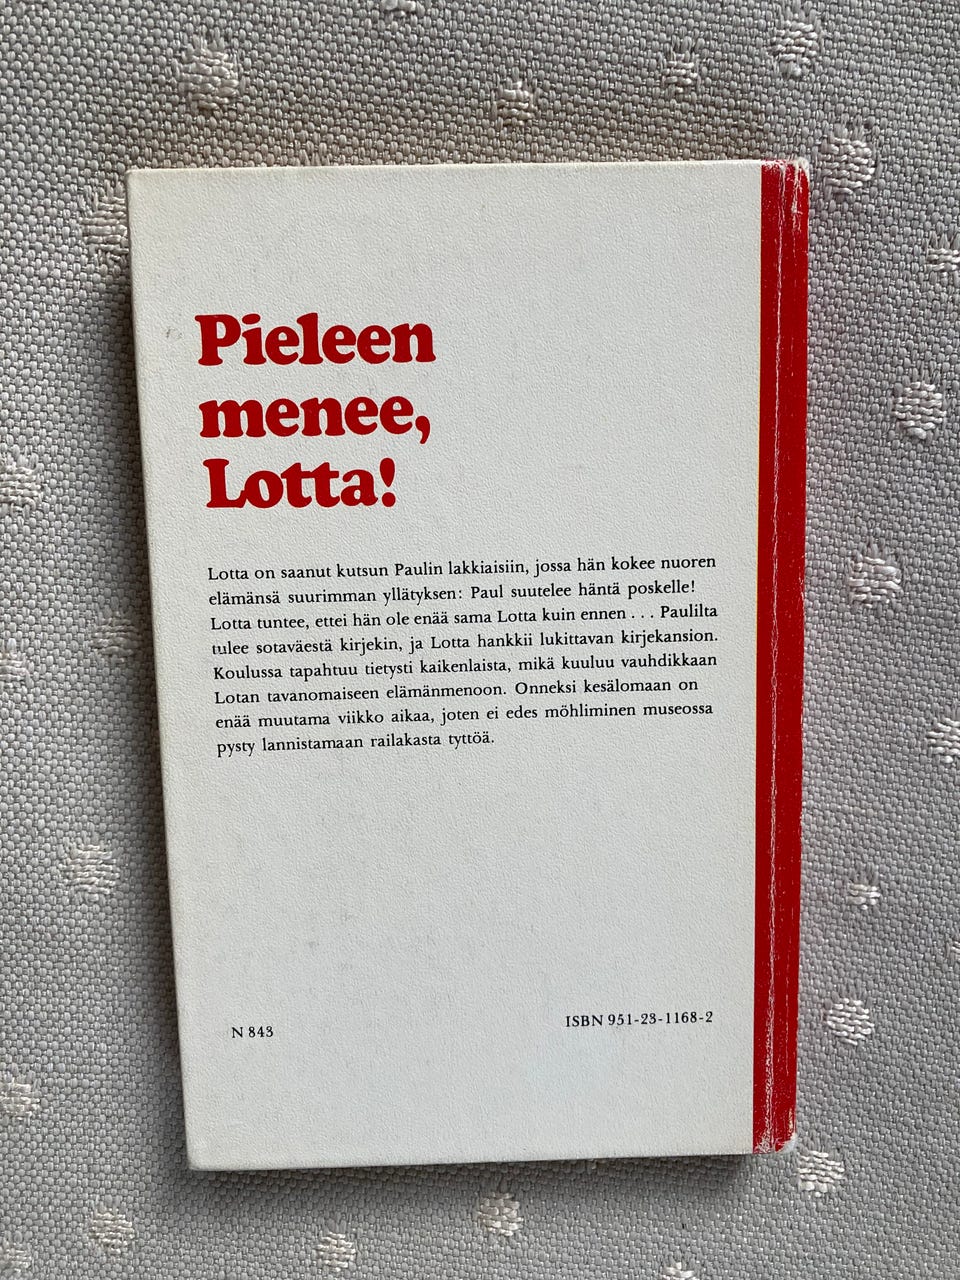 Pieleen
menee,
Lotta!
Lotta on saanut kutsun Paulin lakkiaisiin, jossa hän kokee nuoren
elämänsä suurimman yllätyksen: Paul suutelee häntä poskelle!
Lotta tuntee, ettei hän ole enää sama Lotta kuin ennen . . . Paulilta
tulee sotaväestä kirjekin, ja Lotta hankkii lukittavan kirjekansion.
Koulussa tapahtuu tietysti kaikenlaista, mikä kuuluu vauhdikkaan
Lotan tavanomaiseen elämänmenoon. Onneksi kesälomaan on
enää muutama viikko aikaa, joten ei edes möhliminen museossa
pysty lannistamaan railakasta tyttöä.
N 843
ISBN 951-23-1168-2